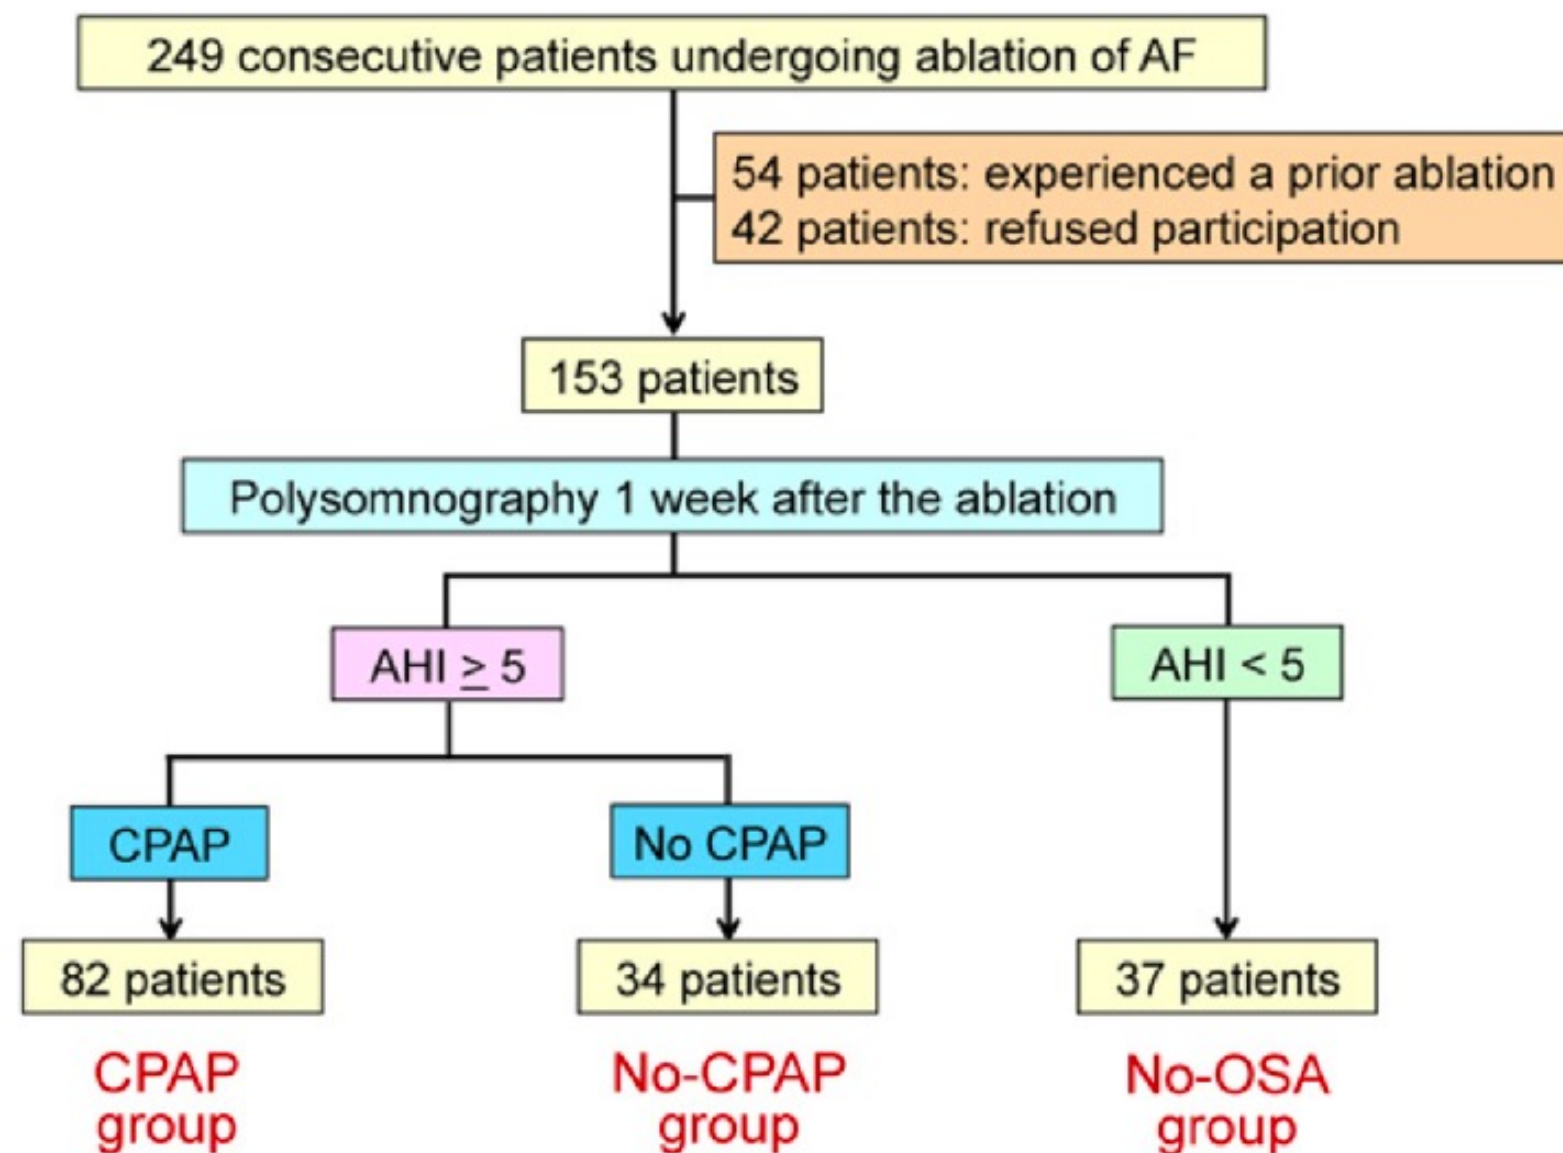 249 consecutive patients undergoing ablation of AF
54 patients: experienced a prior ablation
42 patients: refused participation
153 patients
Polysomnography 1 week after the ablation
AHI ≥ 5
AHI < 5
CPAP
No CPAP
82 patients
34 patients
37 patients
CPAP
group
No-CPAP
group
No-OSA
group